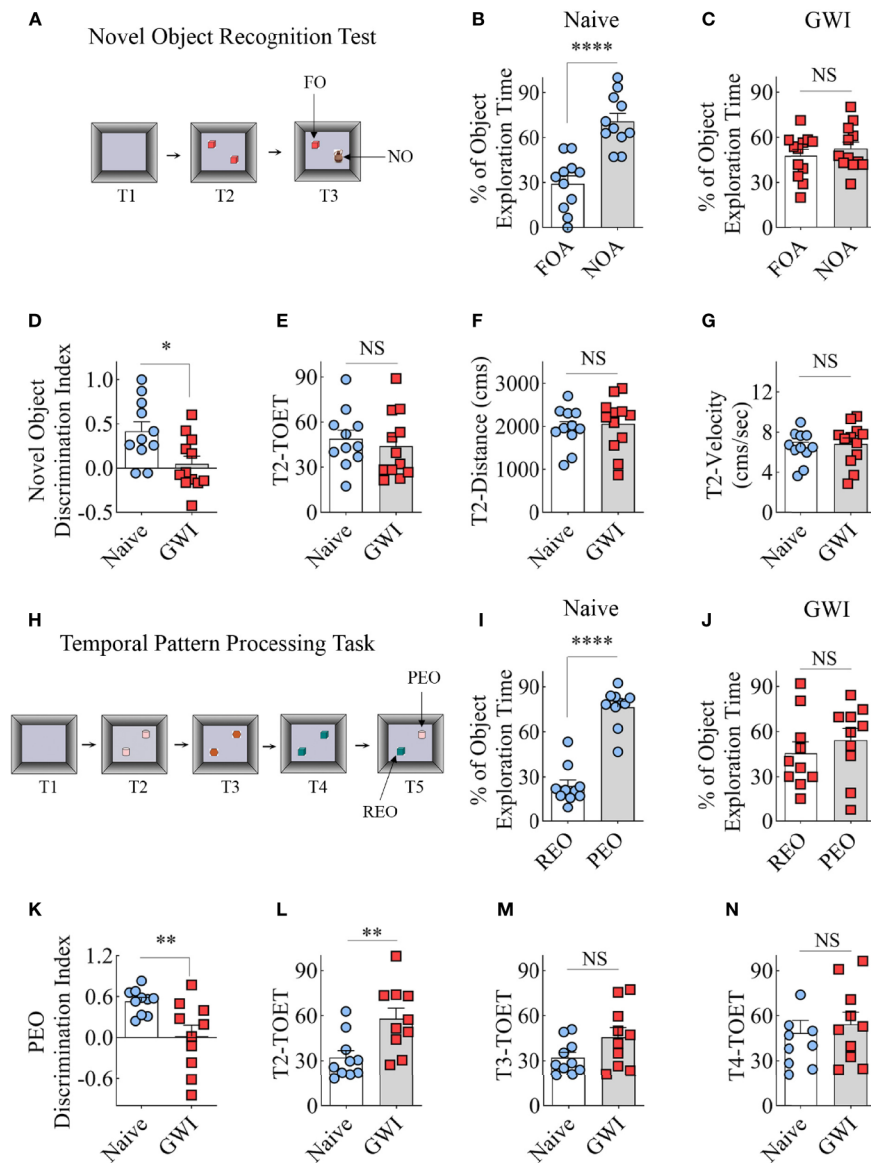 A
Novel Object Recognition Test
FO
NO
T1
T2
T3
B
Naive
****
% of Object
Exploration Time
90
60
30
0
FOA
NOA
C
GWI
NS
% of Object
Exploration Time
90
60
30
0
FOA
NOA
D
*
Novel Object
Discrimination Index
1.0
0.5
0.0
-0.5
Naive
GWI
E
NS
T2-TOET
90
60
30
0
Naive
GWI
F
NS
T2-Distance (cms)
3000
2000
1000
0
Naive
GWI
G
NS
T2-Velocity
(cms/sec)
12
8
4
0
Naive
GWI
H
Temporal Pattern Processing Task
PEO
REO
T1
T2
T3
T4
T5
I
Naive
****
% of Object
Exploration Time
90
60
30
0
REO
PEO
J
GWI
NS
% of Object
Exploration Time
90
60
30
0
REO
PEO
K
**
PEO
Discrimination Index
1.2
0.6
0.0
-0.6
Naive
GWI
L
**
T2-TOET
90
60
30
0
Naive
GWI
M
NS
T3-TOET
90
60
30
0
Naive
GWI
N
NS
T4-TOET
90
60
30
0
Naive
GWI